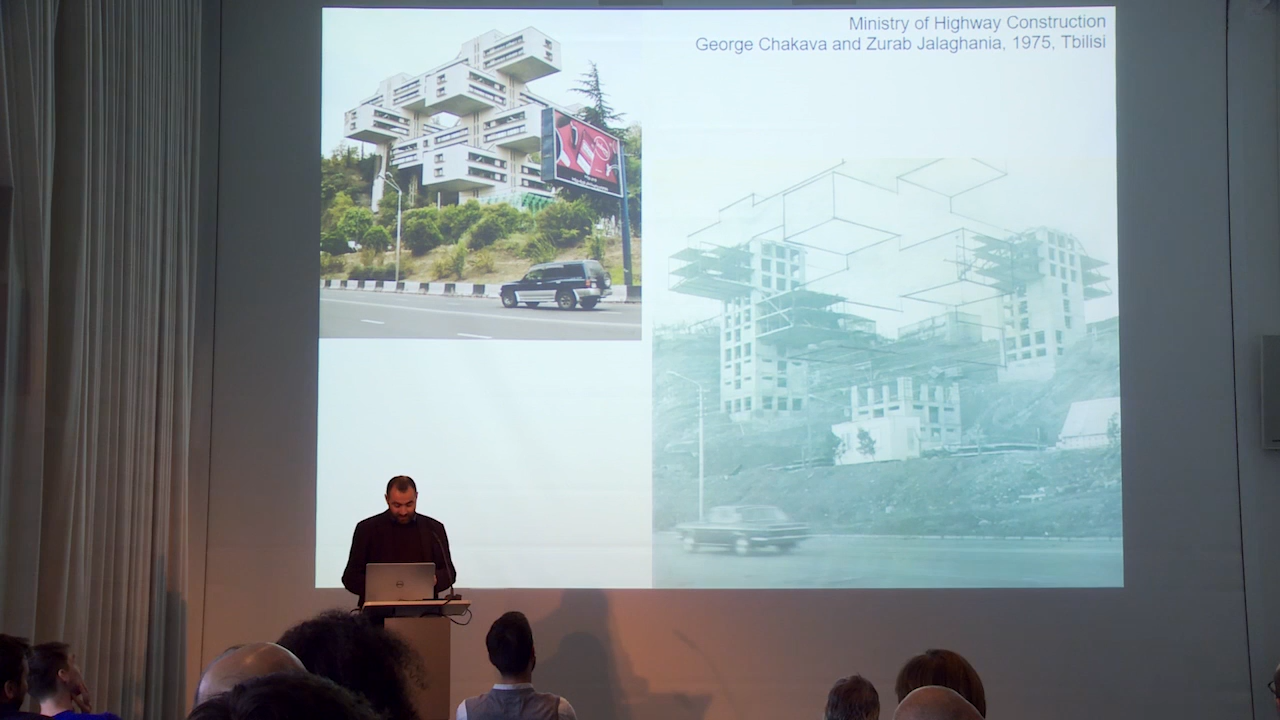 Ministry of Highway Construction
George Chakava and Zurab Jalaghania, 1975, Tbilisi